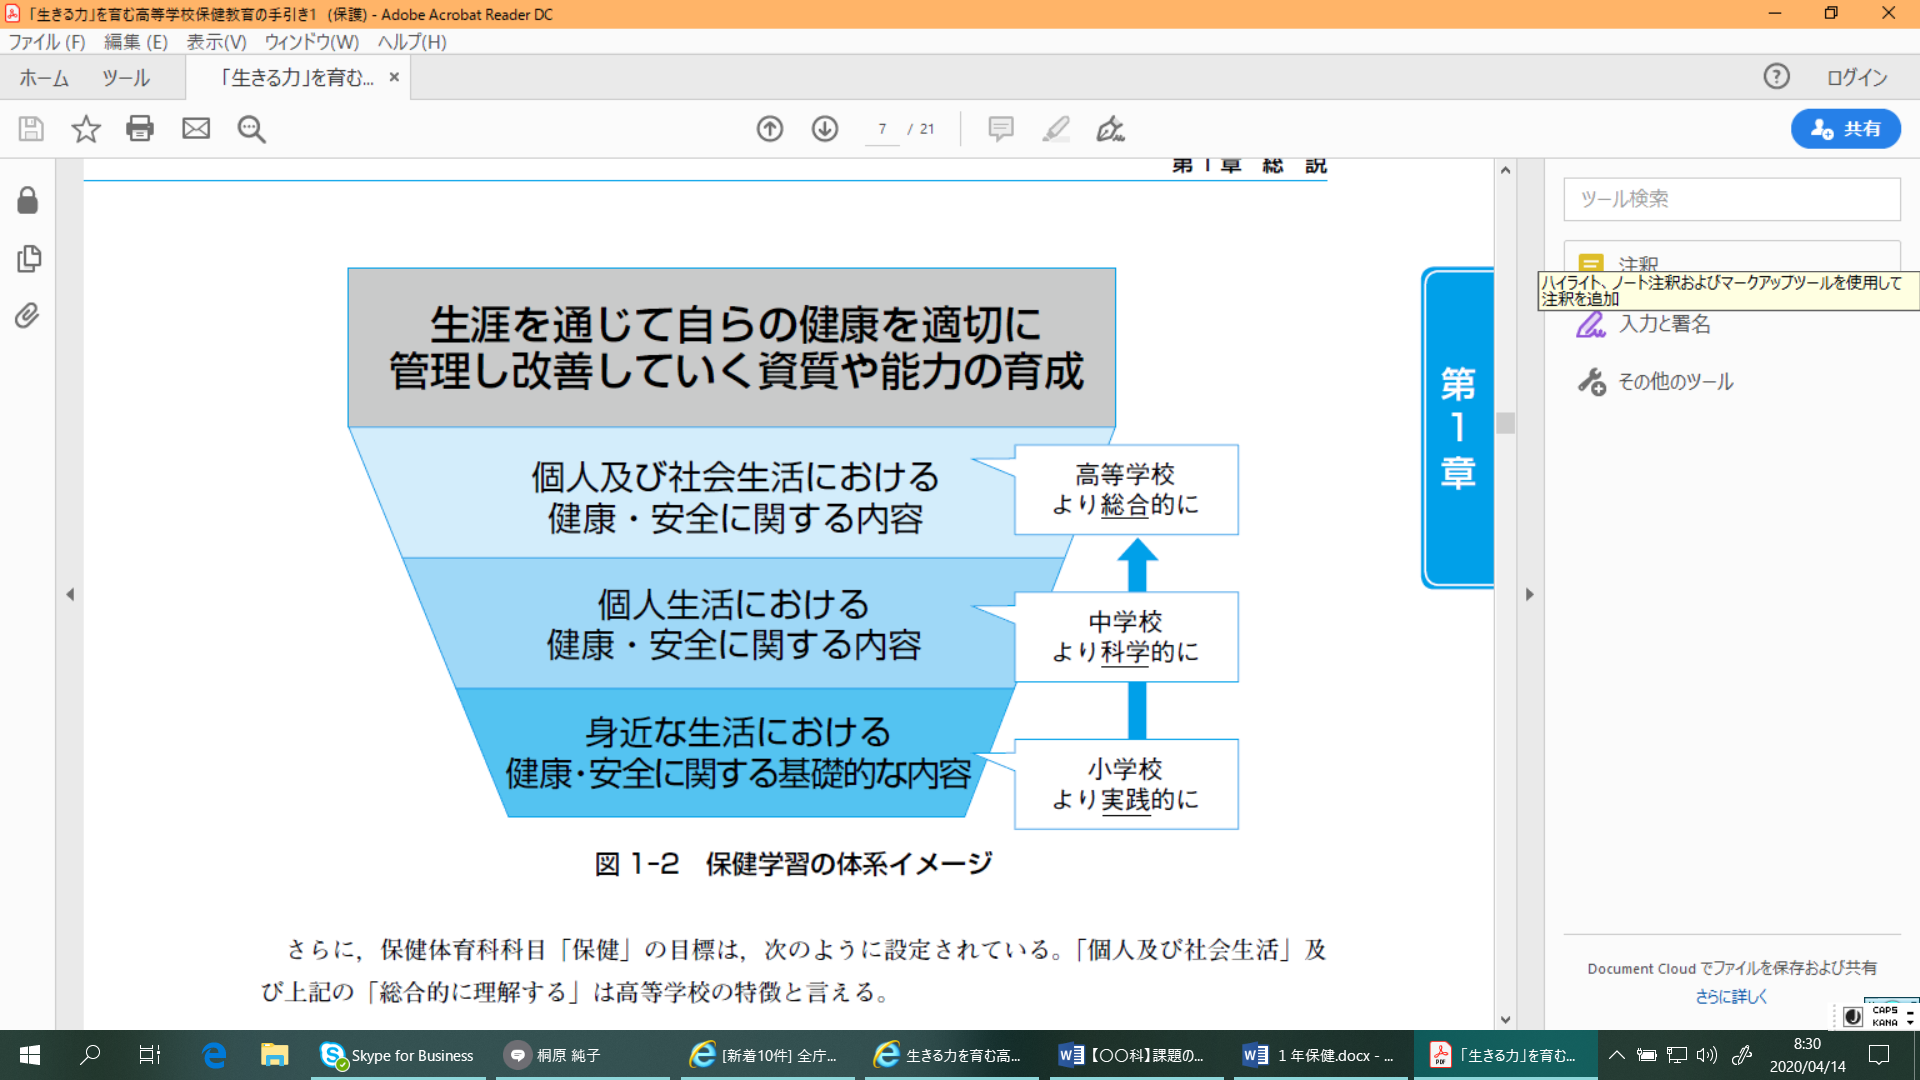 「生きる力」を育む高等学校保健教育の手引き1 (保護) - Adobe Acrobat Reader DC
ファイル (F) 編集 (E) 表示(V) ウィンドウ(W) ヘルプ(H)
ホーム ツール 「生きる力」を育む... × ? ログイン
7 / 21 共有
第 1 章 総 説
ツール検索
注釈
ハイライト、ノート注釈およびマークアップツールを使用して
注釈を追加
入力と署名
その他のツール
第1章
生涯を通じて自らの健康を適切に
管理し改善していく資質や能力の育成
個人及び社会生活における
健康・安全に関する内容
高等学校
より総合的に
個人生活における
健康・安全に関する内容
中学校
より科学的に
身近な生活における
健康・安全に関する基礎的な内容
小学校
より実践的に
図 1-2 保健学習の体系イメージ
さらに，保健体育科科目「保健」の目標は，次のように設定されている。「個人及び社会生活」及
び上記の「総合的に理解する」は高等学校の特徴と言える。
Document Cloud でファイルを保存および共有
さらに詳しく
CAPS
KANA
Skype for Business 桐原 純子 [新着10件] 全庁... 生きる力を育む高... 【〇〇科】課題の... 1 年保健.docx - ... 「生きる力」を育む...
8:30
2020/04/14